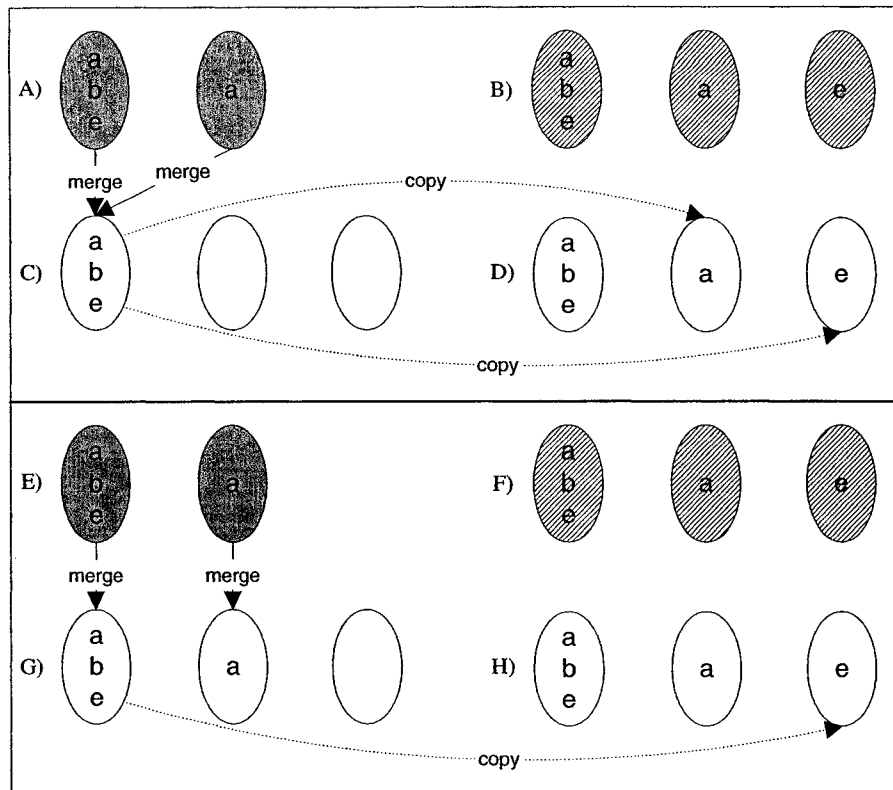 A) a b e a B) a b e a e
merge merge copy
C) a b e D) a b e a e
copy
E) a b e a F) a b e a e
merge merge
G) a b e a H) a b e a e
copy